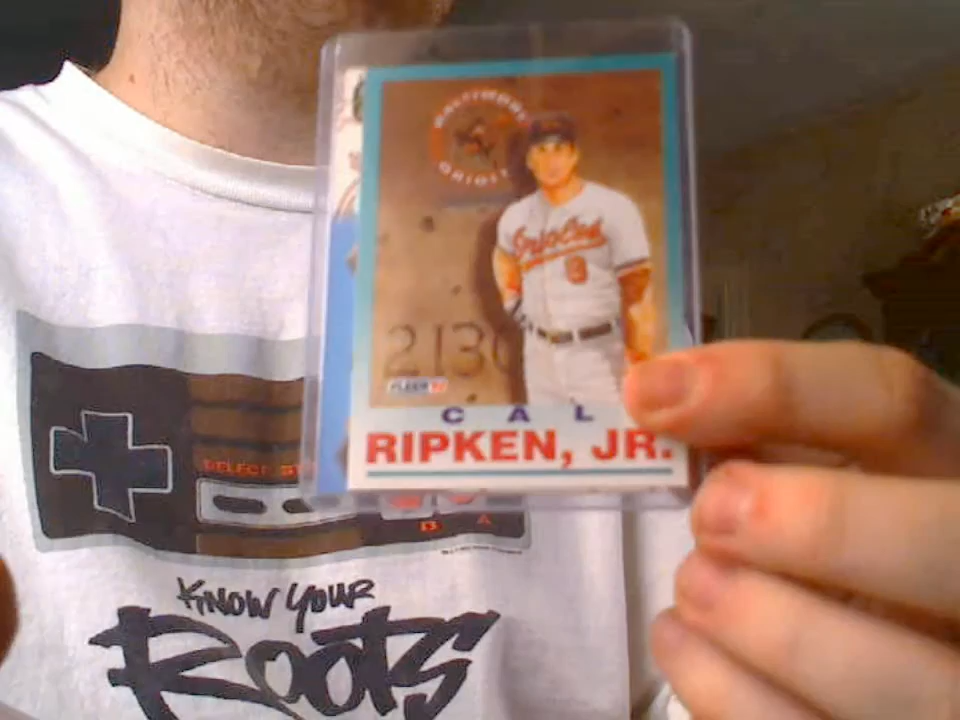 BALTIMORE
ORIOLES
Orioles
8
2130
FLEER 92
CAL
RIPKEN, JR.
SELECT
B A
KNOW YOUR
Roots